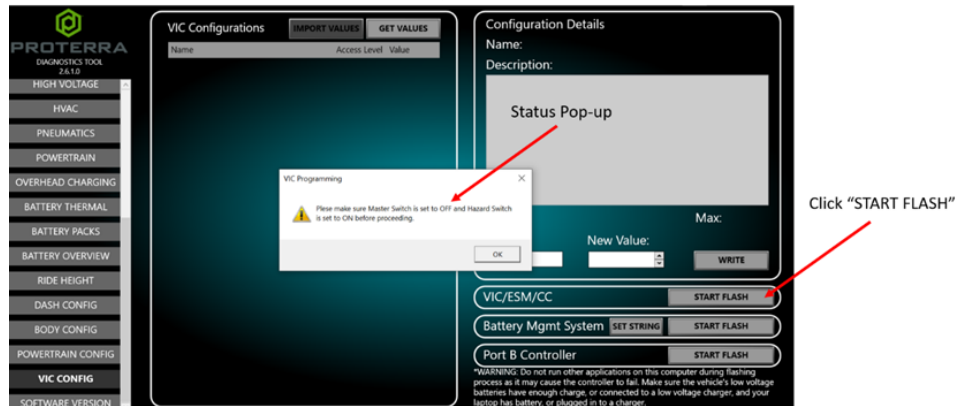 PROTERRA
DIAGNOSTICS TOOL
2.6.1.0
HIGH VOLTAGE
HVAC
PNEUMATICS
POWERTRAIN
OVERHEAD CHARGING
BATTERY THERMAL
BATTERY PACKS
BATTERY OVERVIEW
RIDE HEIGHT
DASH CONFIG
BODY CONFIG
POWERTRAIN CONFIG
VIC CONFIG
SOFTWARE VERSION
VIC Configurations
IMPORT VALUES
GET VALUES
Name Access Level Value
Configuration Details
Name:
Description:
Status Pop-up
VIC Programming
Plese make sure Master Switch is set to OFF and Hazard Switch
is set to ON before proceeding.
OK
Max:
New Value:
WRITE
Click “START FLASH”
VIC/ESM/CC START FLASH
Battery Mgmt System SET STRING START FLASH
Port B Controller START FLASH
*WARNING: Do not run other applications on this computer during flashing
process as it may cause the controller to fail. Make sure the vehicle's low voltage
batteries have enough charge, or connected to a low voltage charger, and your
laptop has battery, or plugged in to a charger.